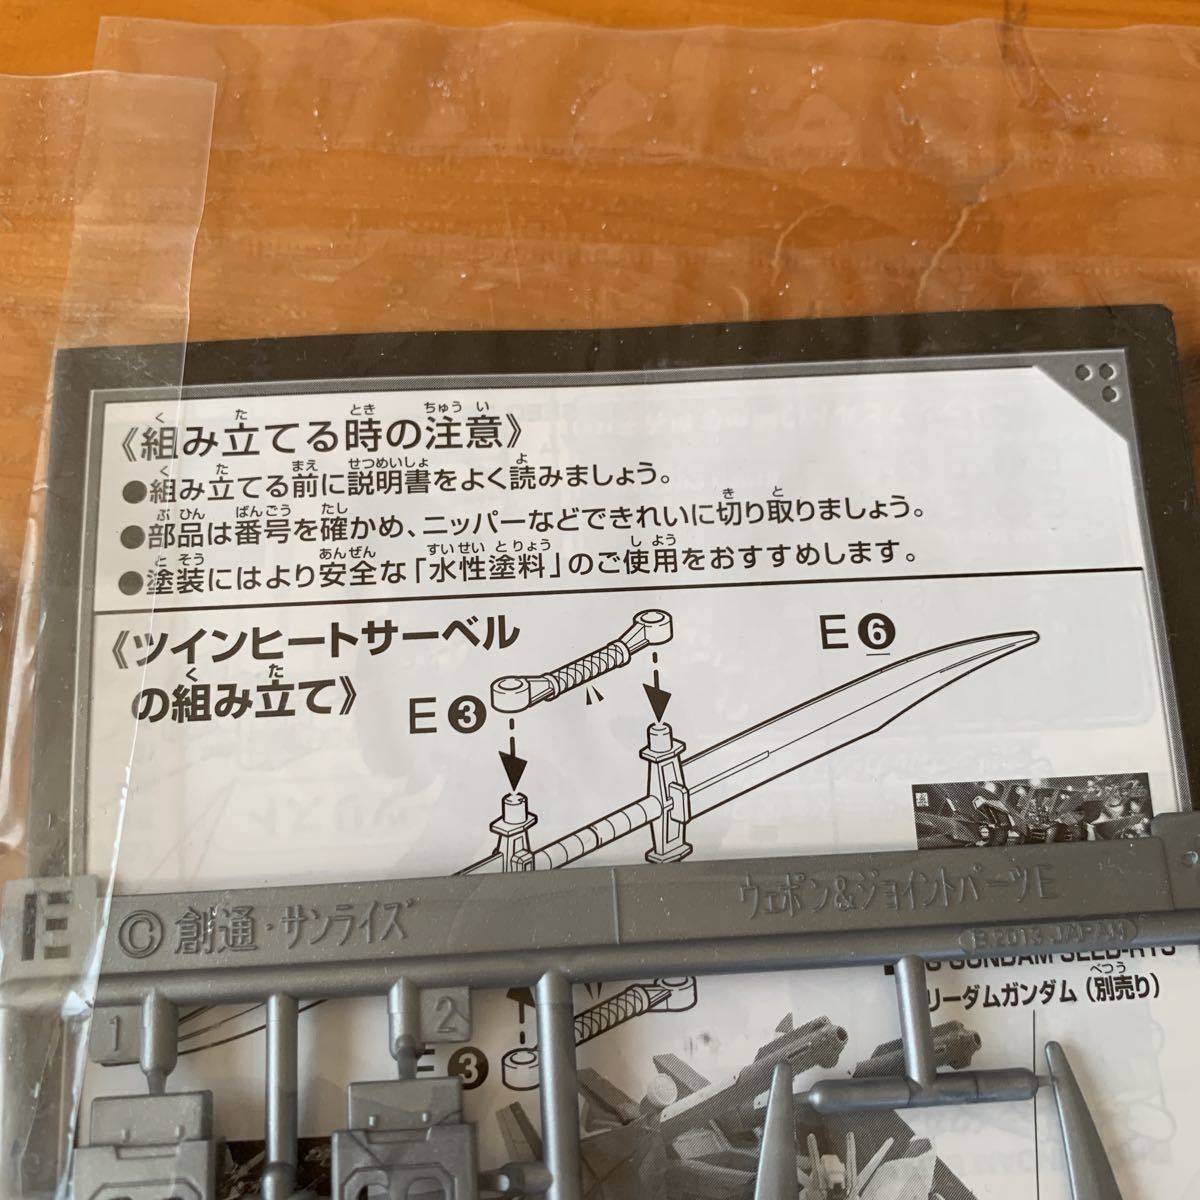 《組み立てる時の注意》
●組み立てる前に説明書をよく読みましょう。
●部品は番号を確かめ、ニッパーなどできれいに切り取りましょう。
●塗装にはより安全な「水性塗料」のご使用をおすすめします。
《ツインヒートサーベル
の組み立て》
E❸
E❻
E
©創通・サンライズ
ウェポン&ジョイントパーツE
B 2013 JAPAN
GUNDAM SEED-R13
リーダムガンダム(別売り)
1
2
E❸